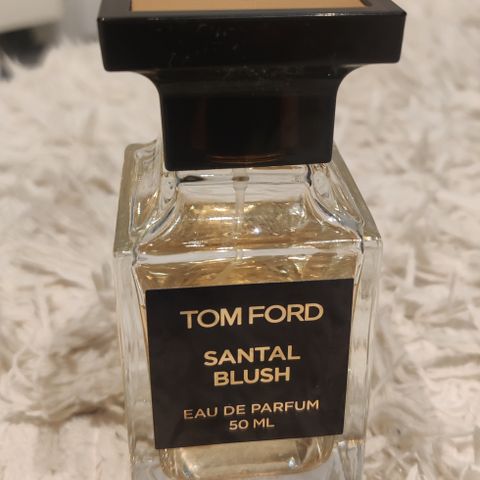 TOM FORD
SANTAL
BLUSH
EAU DE PARFUM
50 ML